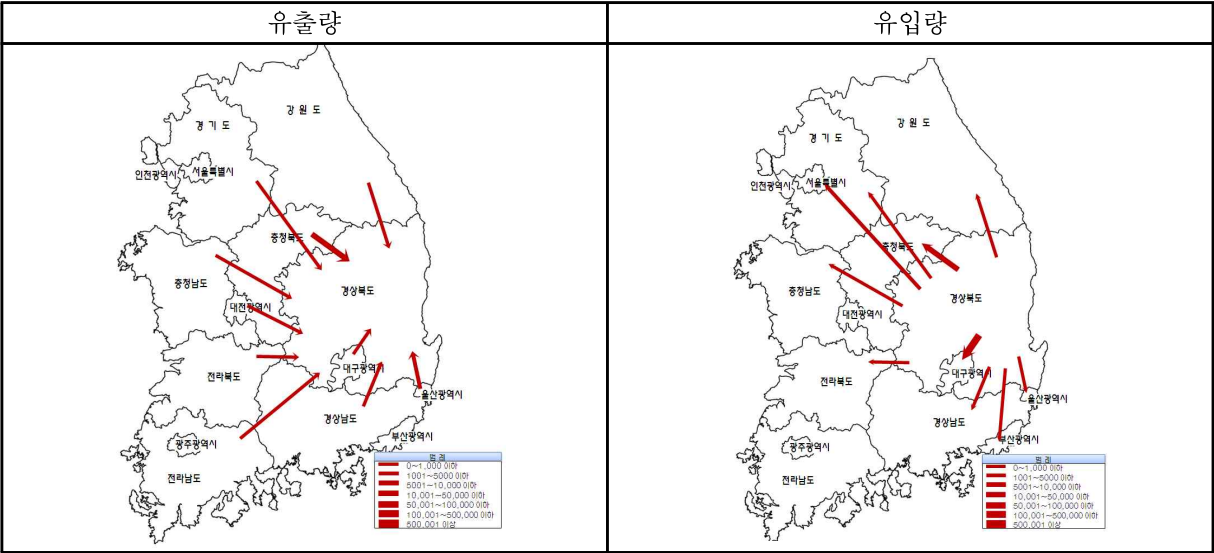 유출량
유입량
강 원 도
경 기 도
인천광역시
서울특별시
충청북도
충청남도
경상북도
대전광역시
대구광역시
전라북도
울산광역시
경상남도
부산광역시
광주광역시
전라남도
범 례
0~1,000 이하
1001~5000 이하
5001~10,000 이하
10,001~50,000 이하
50,001~100,000 이하
100,001~500,000 이하
500,001 이상
강 원 도
경 기 도
인천광역시
서울특별시
충청북도
충청남도
경상북도
대전광역시
대구광역시
전라북도
울산광역시
경상남도
부산광역시
광주광역시
전라남도
범 례
0~1,000 이하
1001~5000 이하
5001~10,000 이하
10,001~50,000 이하
50,001~100,000 이하
100,001~500,000 이하
500,001 이상